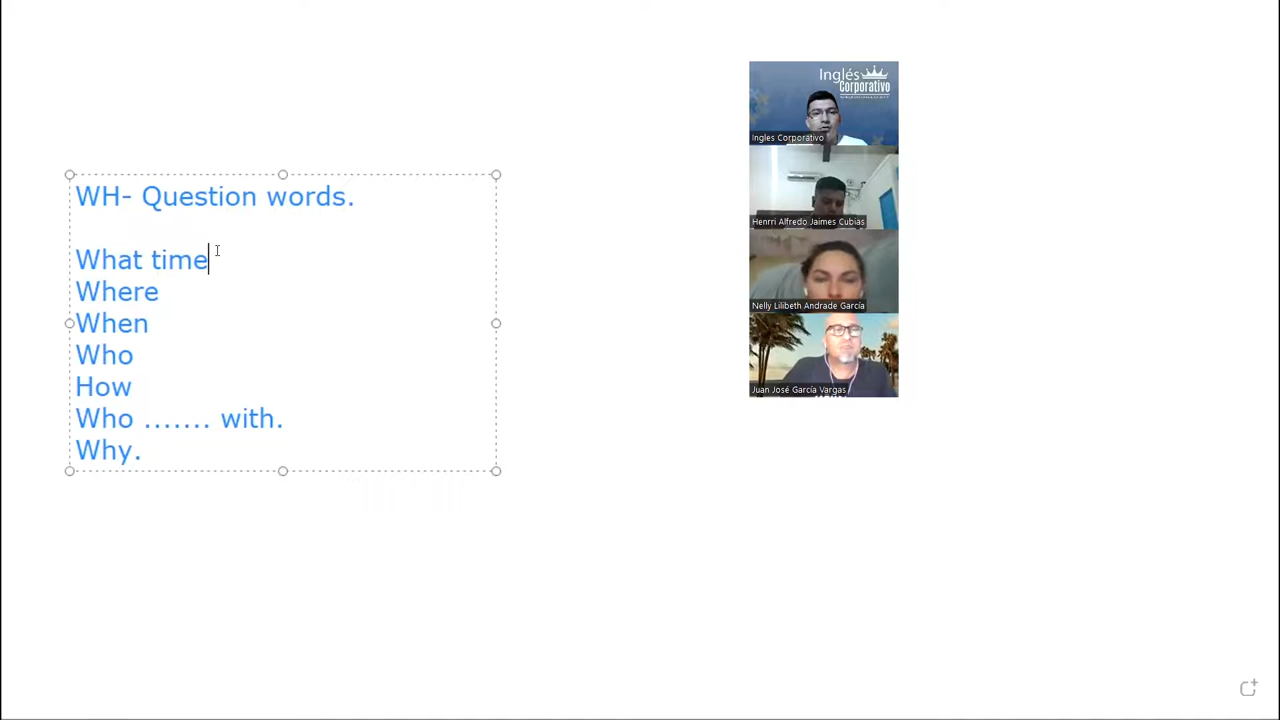 WH- Question words.
What time
Where
When
Who
How
Who ....... with.
Why.
Inglés
Corporativo
Ingles Corporativo
Henrri Alfredo Jaimes Cubias
Nelly Lilibeth Andrade García
Juan José García Vargas